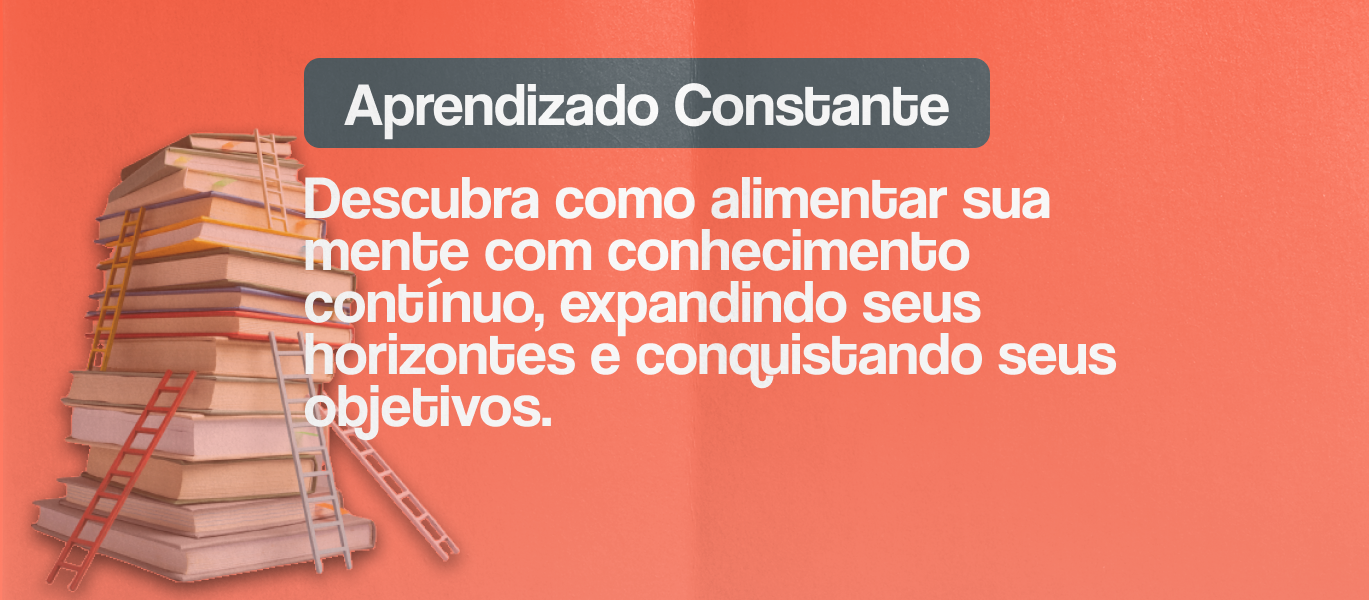 Aprendizado Constante
Descubra como alimentar sua
mente com conhecimento
contínuo, expandindo seus
horizontes e conquistando seus
objetivos.